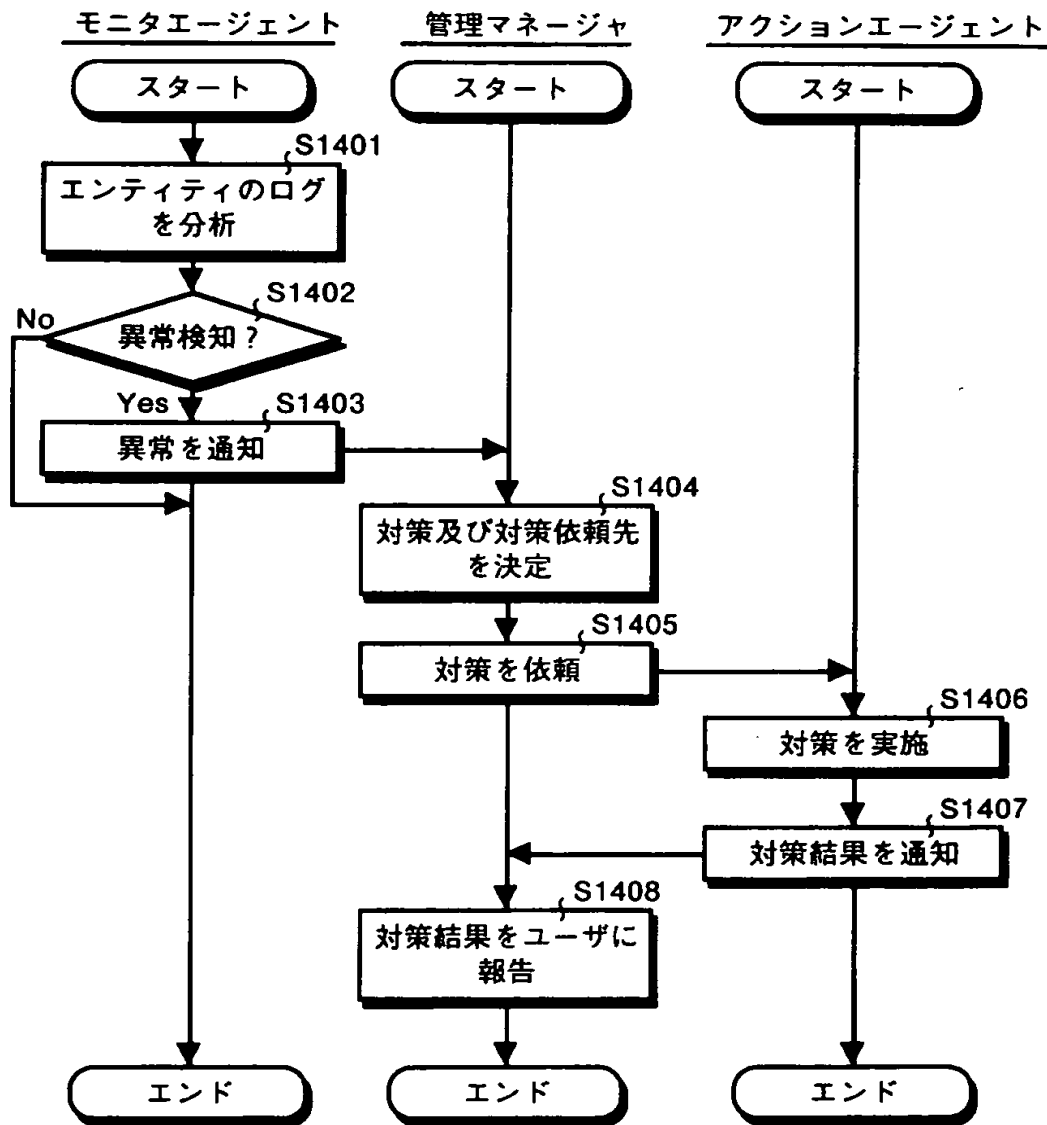 モニタエージェント
管理マネージャ
アクションエージェント
スタート
スタート
スタート
S1401
エンティティのログ
を分析
S1402
No
異常検知?
Yes
S1403
異常を通知
S1404
対策及び対策依頼先
を決定
S1405
対策を依頼
S1406
対策を実施
S1407
対策結果を通知
S1408
対策結果をユーザに
報告
エンド
エンド
エンド